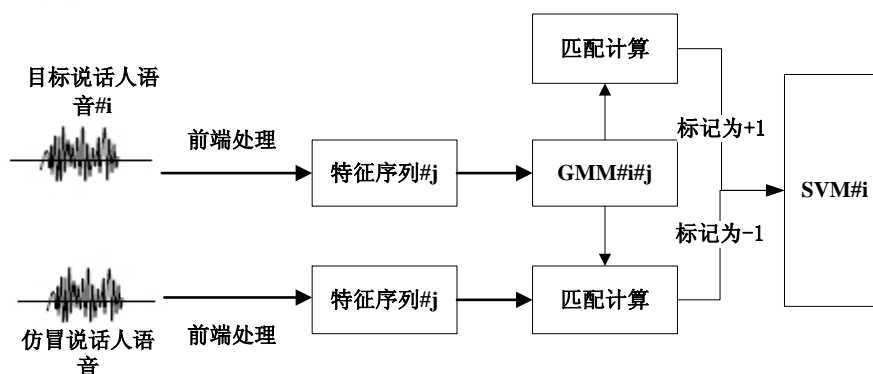 匹配计算
目标说话人语
音#i
前端处理
标记为+1
特征序列#j
GMM#i#j
SVM#i
标记为-1
特征序列#j
匹配计算
前端处理
仿冒说话人语
音